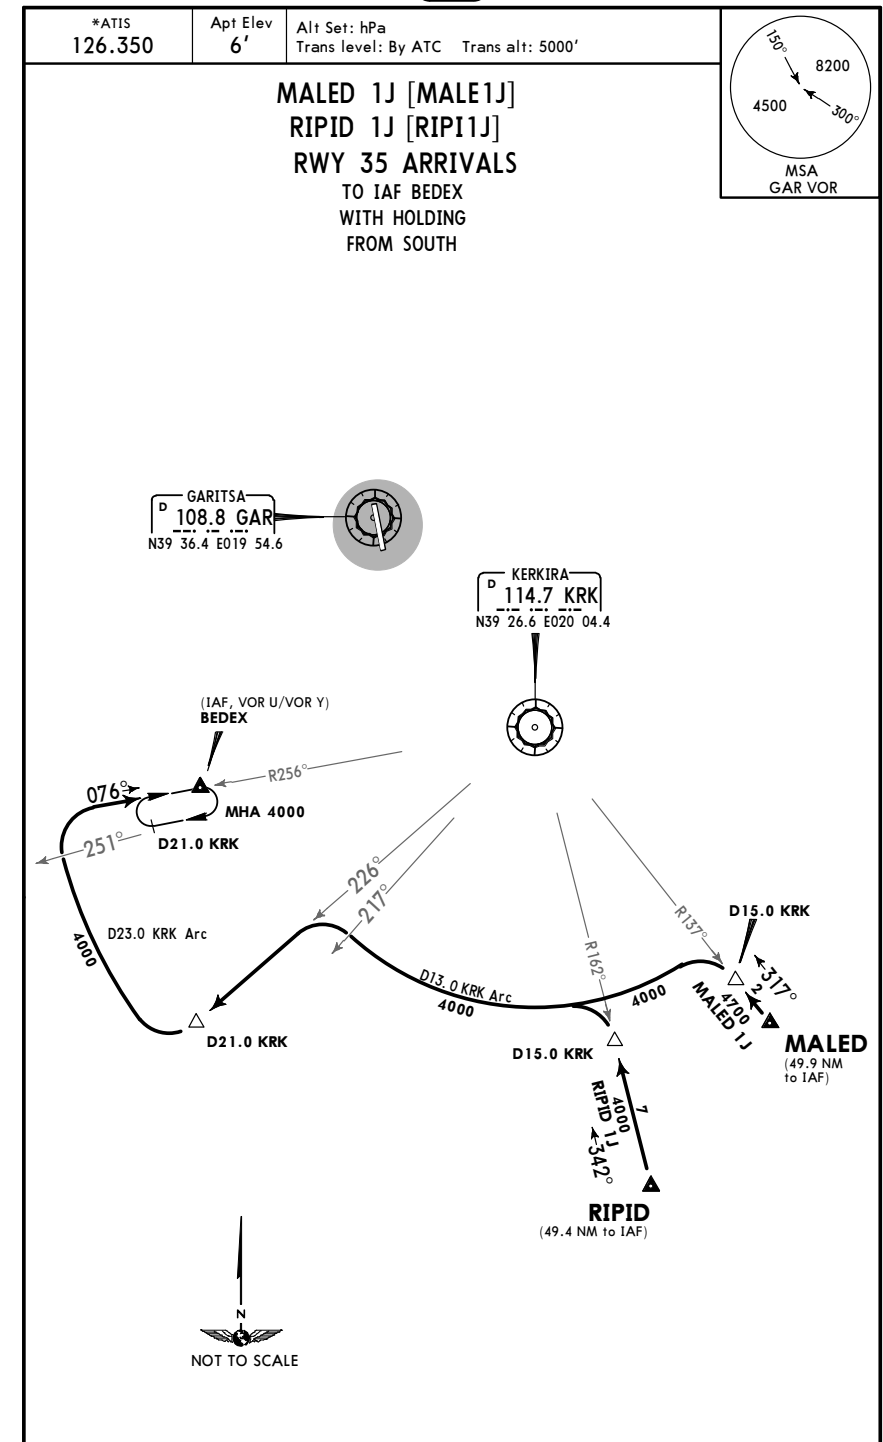 *ATIS
126.350
Apt Elev
6'
Alt Set: hPa
Trans level: By ATC Trans alt: 5000'
150°
8200
4500
300°
MSA
GAR VOR
MALED 1J [MALE1J]
RIPID 1J [RIPI1J]
RWY 35 ARRIVALS
TO IAF BEDEX
WITH HOLDING
FROM SOUTH
GARITSA
D 108.8 GAR
N39 36.4 E019 54.6
KERKIRA
D 114.7 KRK
N39 26.6 E020 04.4
(IAF, VOR U/VOR Y)
BEDEX
R256°
076°
MHA 4000
D21.0 KRK
251°
226°
217°
D23.0 KRK Arc
4000
D21.0 KRK
D13.0 KRK Arc
4000
R162°
R137°
D15.0 KRK
4000
317°
2
4700
MALED 1J
MALED
(49.9 NM
to IAF)
D15.0 KRK
7
4000
RIPID 1J
342°
RIPID
(49.4 NM to IAF)
N
NOT TO SCALE